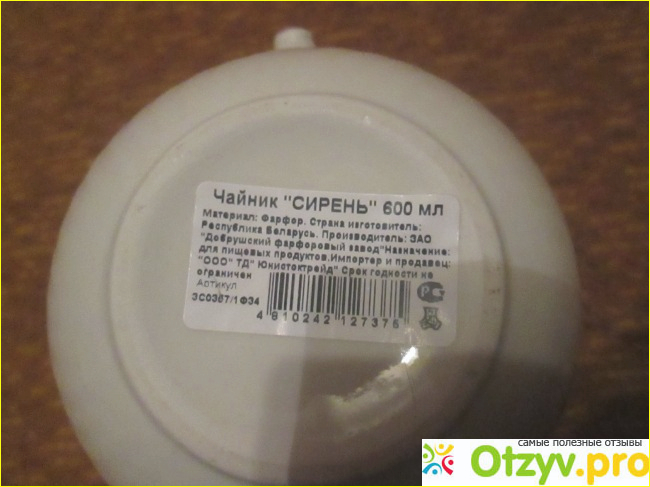 Чайник "СИРЕНЬ" 600 мл
Материал: Фарфор. Страна изготовитель:
Республика Беларусь. Производитель: ЗАО
"Добрушский фарфоровый завод"Назначение:
для пищевых продуктов.Импортер и продавец:
"ООО" ТД" Юнистоктрейд" Срок годности не
ограничен
Артикул
3С0367/1Ф34
4 810242 127375
самые полезные отзывы
Otzyv.pro